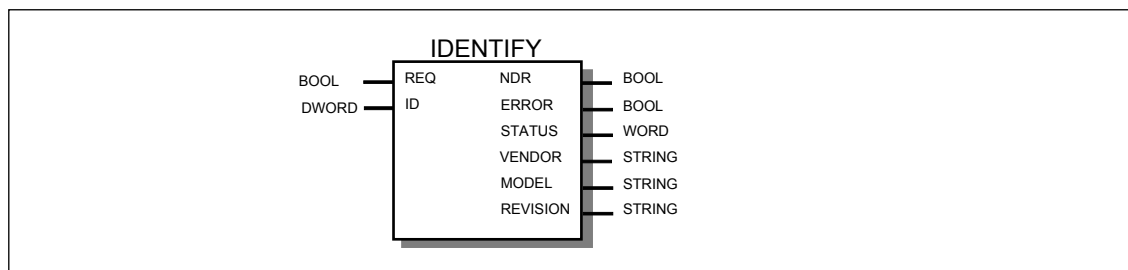 IDENTIFY
BOOL REQ NDR BOOL
DWORD ID ERROR BOOL
STATUS WORD
VENDOR STRING
MODEL STRING
REVISION STRING